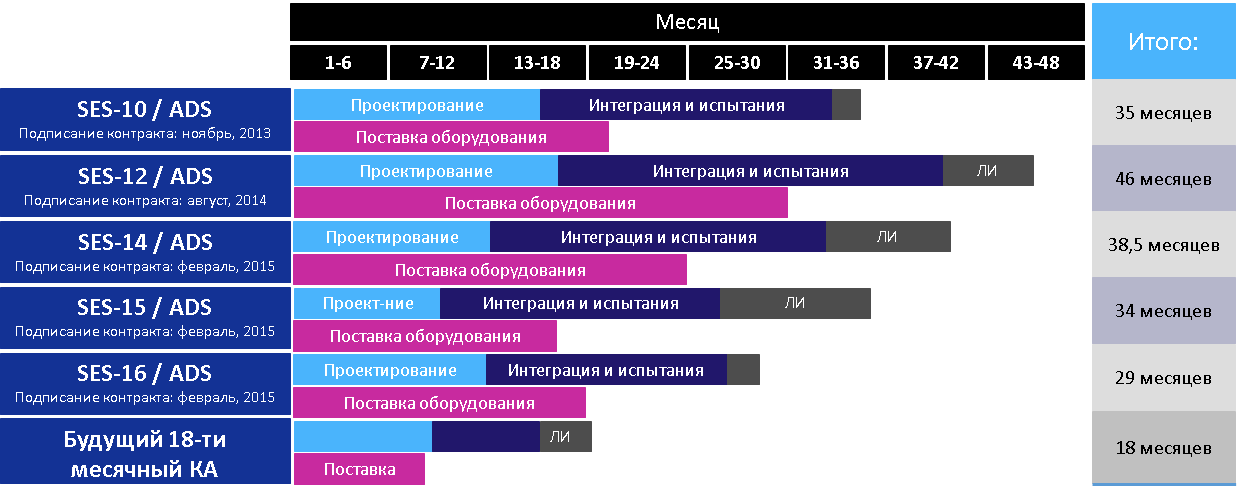 Месяц
Итого:
1-6 7-12 13-18 19-24 25-30 31-36 37-42 43-48
SES-10 / ADS
Подписание контракта: ноябрь, 2013
Проектирование Интеграция и испытания
Поставка оборудования
35 месяцев
SES-12 / ADS
Подписание контракта: август, 2014
Проектирование Интеграция и испытания ЛИ
Поставка оборудования
46 месяцев
SES-14 / ADS
Подписание контракта: февраль, 2015
Проектирование Интеграция и испытания ЛИ
Поставка оборудования
38,5 месяцев
SES-15 / ADS
Подписание контракта: февраль, 2015
Проект-ние Интеграция и испытания ЛИ
Поставка оборудования
34 месяцев
SES-16 / ADS
Подписание контракта: февраль, 2015
Проектирование Интеграция и испытания
Поставка оборудования
29 месяцев
Будущий 18-ти
месячный КА
ЛИ
Поставка
18 месяцев